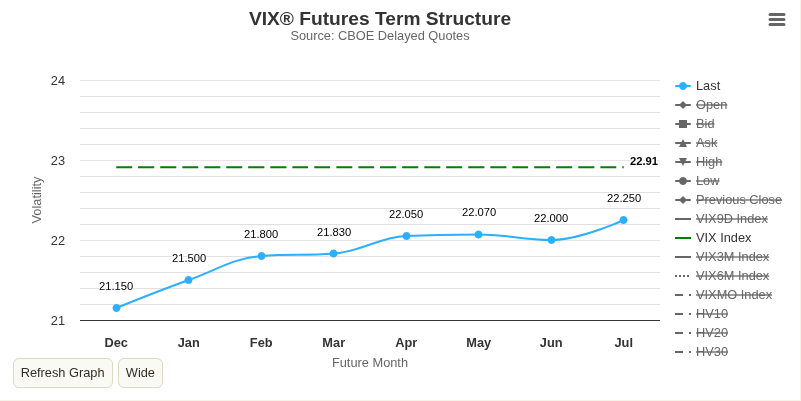 VIX® Futures Term Structure
Source: CBOE Delayed Quotes
24
23
22
21
Volatility
22.91
21.150
21.500
21.800
21.830
22.050
22.070
22.000
22.250
Dec Jan Feb Mar Apr May Jun Jul
Future Month
Last
Open
Bid
Ask
High
Low
Previous Close
VIX9D Index
VIX Index
VIX3M Index
VIX6M Index
VIXMO Index
HV10
HV20
HV30
Refresh Graph Wide